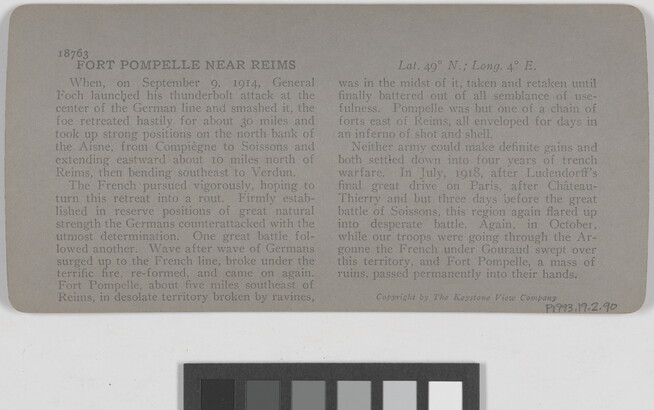 18763
FORT POMPELLE NEAR REIMS
When, on September 9, 1914, General
Foch launched his thunderbolt attack at the
center of the German line and smashed it, the
foe retreated hastily for about 30 miles and
took up strong positions on the north bank of
the Aisne, from Compiègne to Soissons and
extending eastward about 10 miles north of
Reims, then bending southeast to Verdun.
The French pursued vigorously, hoping to
turn this retreat into a rout. Firmly estab-
lished in reserve positions of great natural
strength the Germans counterattacked with the
utmost determination. One great battle fol-
lowed another. Wave after wave of Germans
surged up to the French line, broke under the
terrific fire, re-formed, and came on again.
Fort Pompelle, about five miles southeast of
Reims, in desolate territory broken by ravines,
Lat. 49° N.; Long. 4° E.
was in the midst of it, taken and retaken until
finally battered out of all semblance of use-
fulness. Pompelle was but one of a chain of
forts east of Reims, all enveloped for days in
an inferno of shot and shell.
Neither army could make definite gains and
both settled down into four years of trench
warfare. In July, 1918, after Ludendorff's
final great drive on Paris, after Château-
Thierry and but three days before the great
battle of Soissons, this region again flared up
into desperate battle. Again, in October,
while our troops were going through the Ar-
gonne the French under Gouraud swept over
this territory, and Fort Pompelle, a mass of
ruins, passed permanently into their hands.
Copyright by The Keystone View Company
P1993.19.2.90